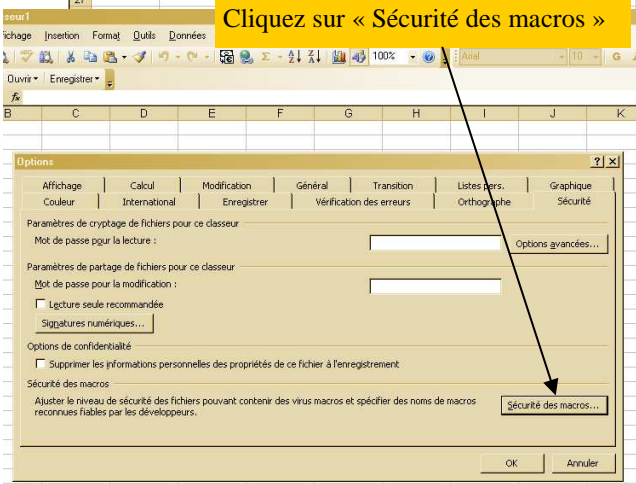 27
Cliquez sur « Sécurité des macros »
seur1
ichage Insertion Format Outils Données
100% Arial 10 G
Ouvrir Enregistrer
fx
B C D E F G H I J K
Options
Affichage Calcul Modification Général Transition Listes pers. Graphique
Couleur International Enregistrer Vérification des erreurs Orthographe Sécurité
Paramètres de cryptage de fichiers pour ce classeur
Mot de passe pour la lecture : Options avancées...
Paramètres de partage de fichiers pour ce classeur
Mot de passe pour la modification :
Lecture seule recommandée
Signatures numériques...
Options de confidentialité
Supprimer les informations personnelles des propriétés de ce fichier à l'enregistrement
Sécurité des macros
Ajuster le niveau de sécurité des fichiers pouvant contenir des virus macros et spécifier des noms de macros
reconnues fiables par les développeurs.
Sécurité des macros...
OK Annuler